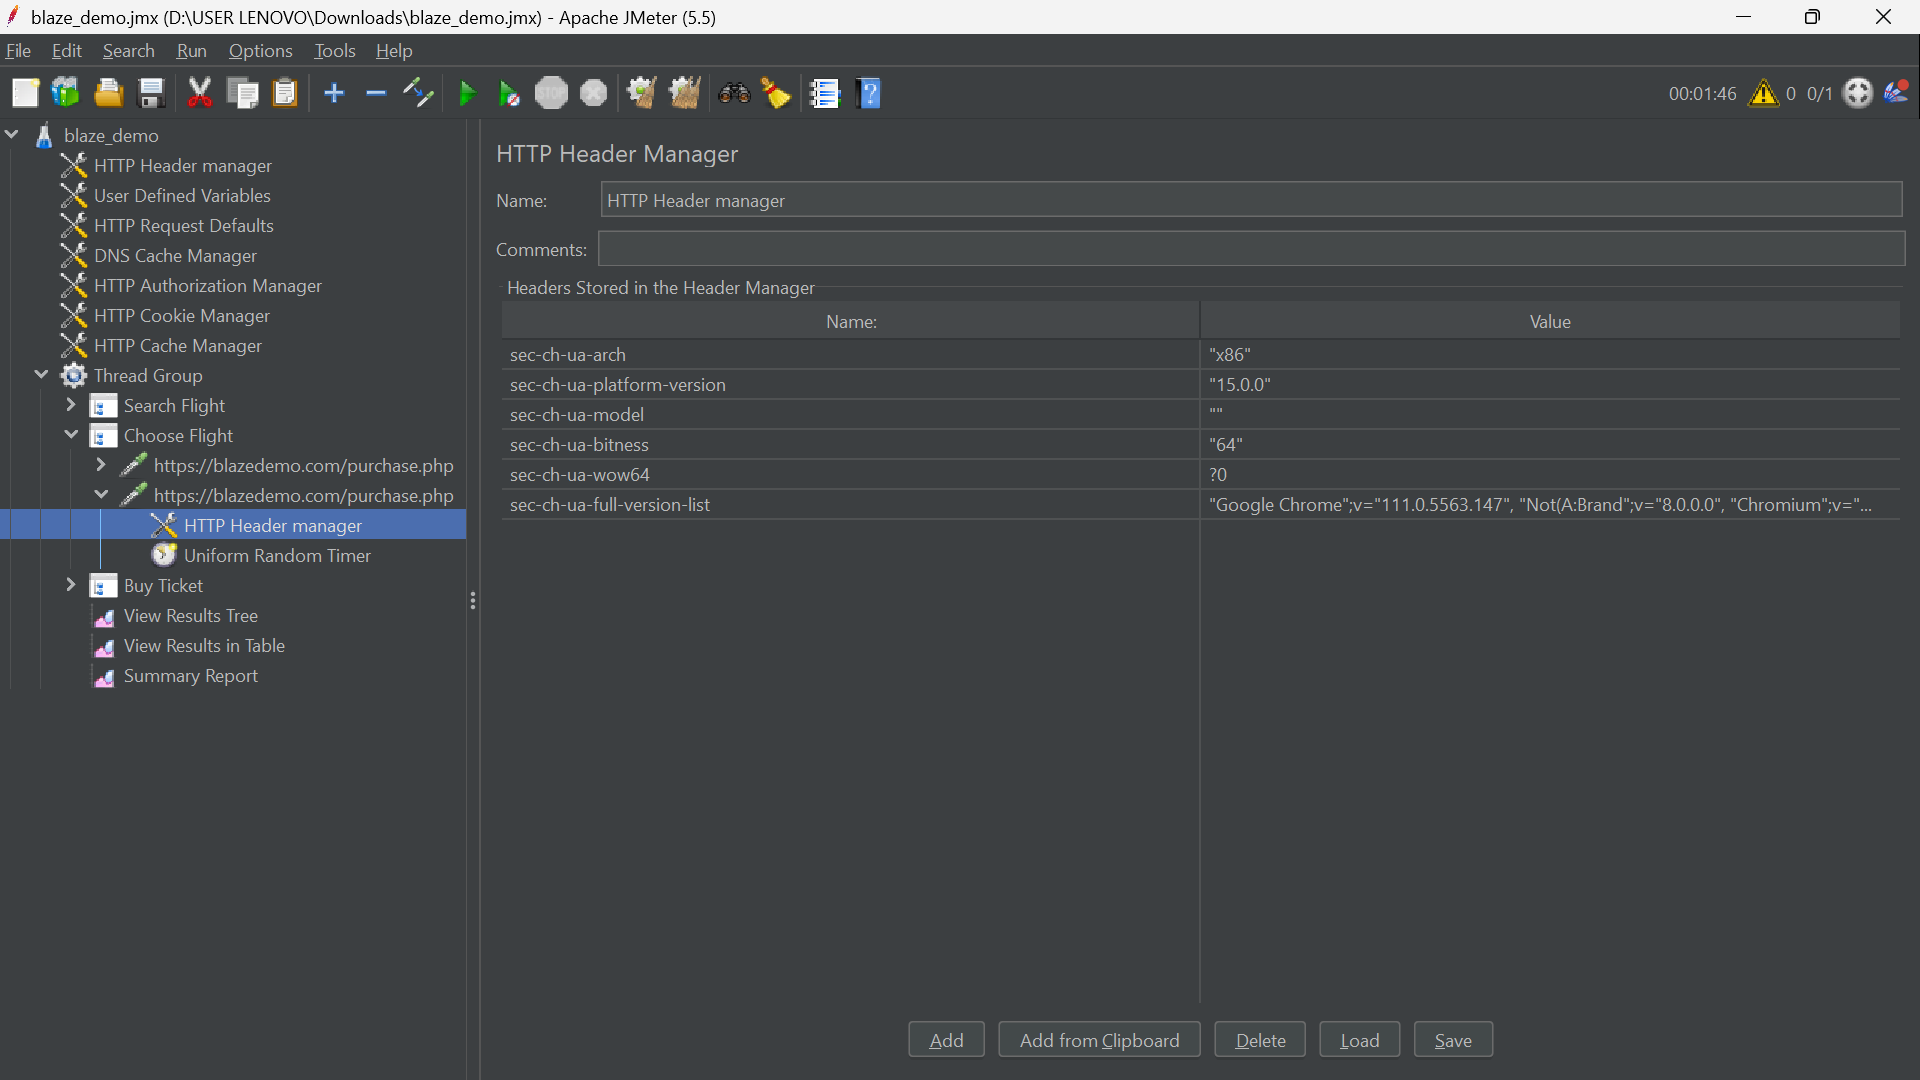 blaze_demo.jmx (D:\USER LENOVO\Downloads\blaze_demo.jmx) - Apache JMeter (5.5)
File Edit Search Run Options Tools Help
STOP ? 00:01:46 0 0/1
blaze_demo
HTTP Header manager
User Defined Variables
HTTP Request Defaults
DNS Cache Manager
HTTP Authorization Manager
HTTP Cookie Manager
HTTP Cache Manager
Thread Group
Search Flight
Choose Flight
https://blazedemo.com/purchase.php
https://blazedemo.com/purchase.php
HTTP Header manager
Uniform Random Timer
Buy Ticket
View Results Tree
View Results in Table
Summary Report
HTTP Header Manager
Name: HTTP Header manager
Comments:
Headers Stored in the Header Manager
Name: Value
sec-ch-ua-arch "x86"
sec-ch-ua-platform-version "15.0.0"
sec-ch-ua-model ""
sec-ch-ua-bitness "64"
sec-ch-ua-wow64 ?0
sec-ch-ua-full-version-list "Google Chrome";v="111.0.5563.147", "Not(A:Brand";v="8.0.0.0", "Chromium";v="...
Add Add from Clipboard Delete Load Save